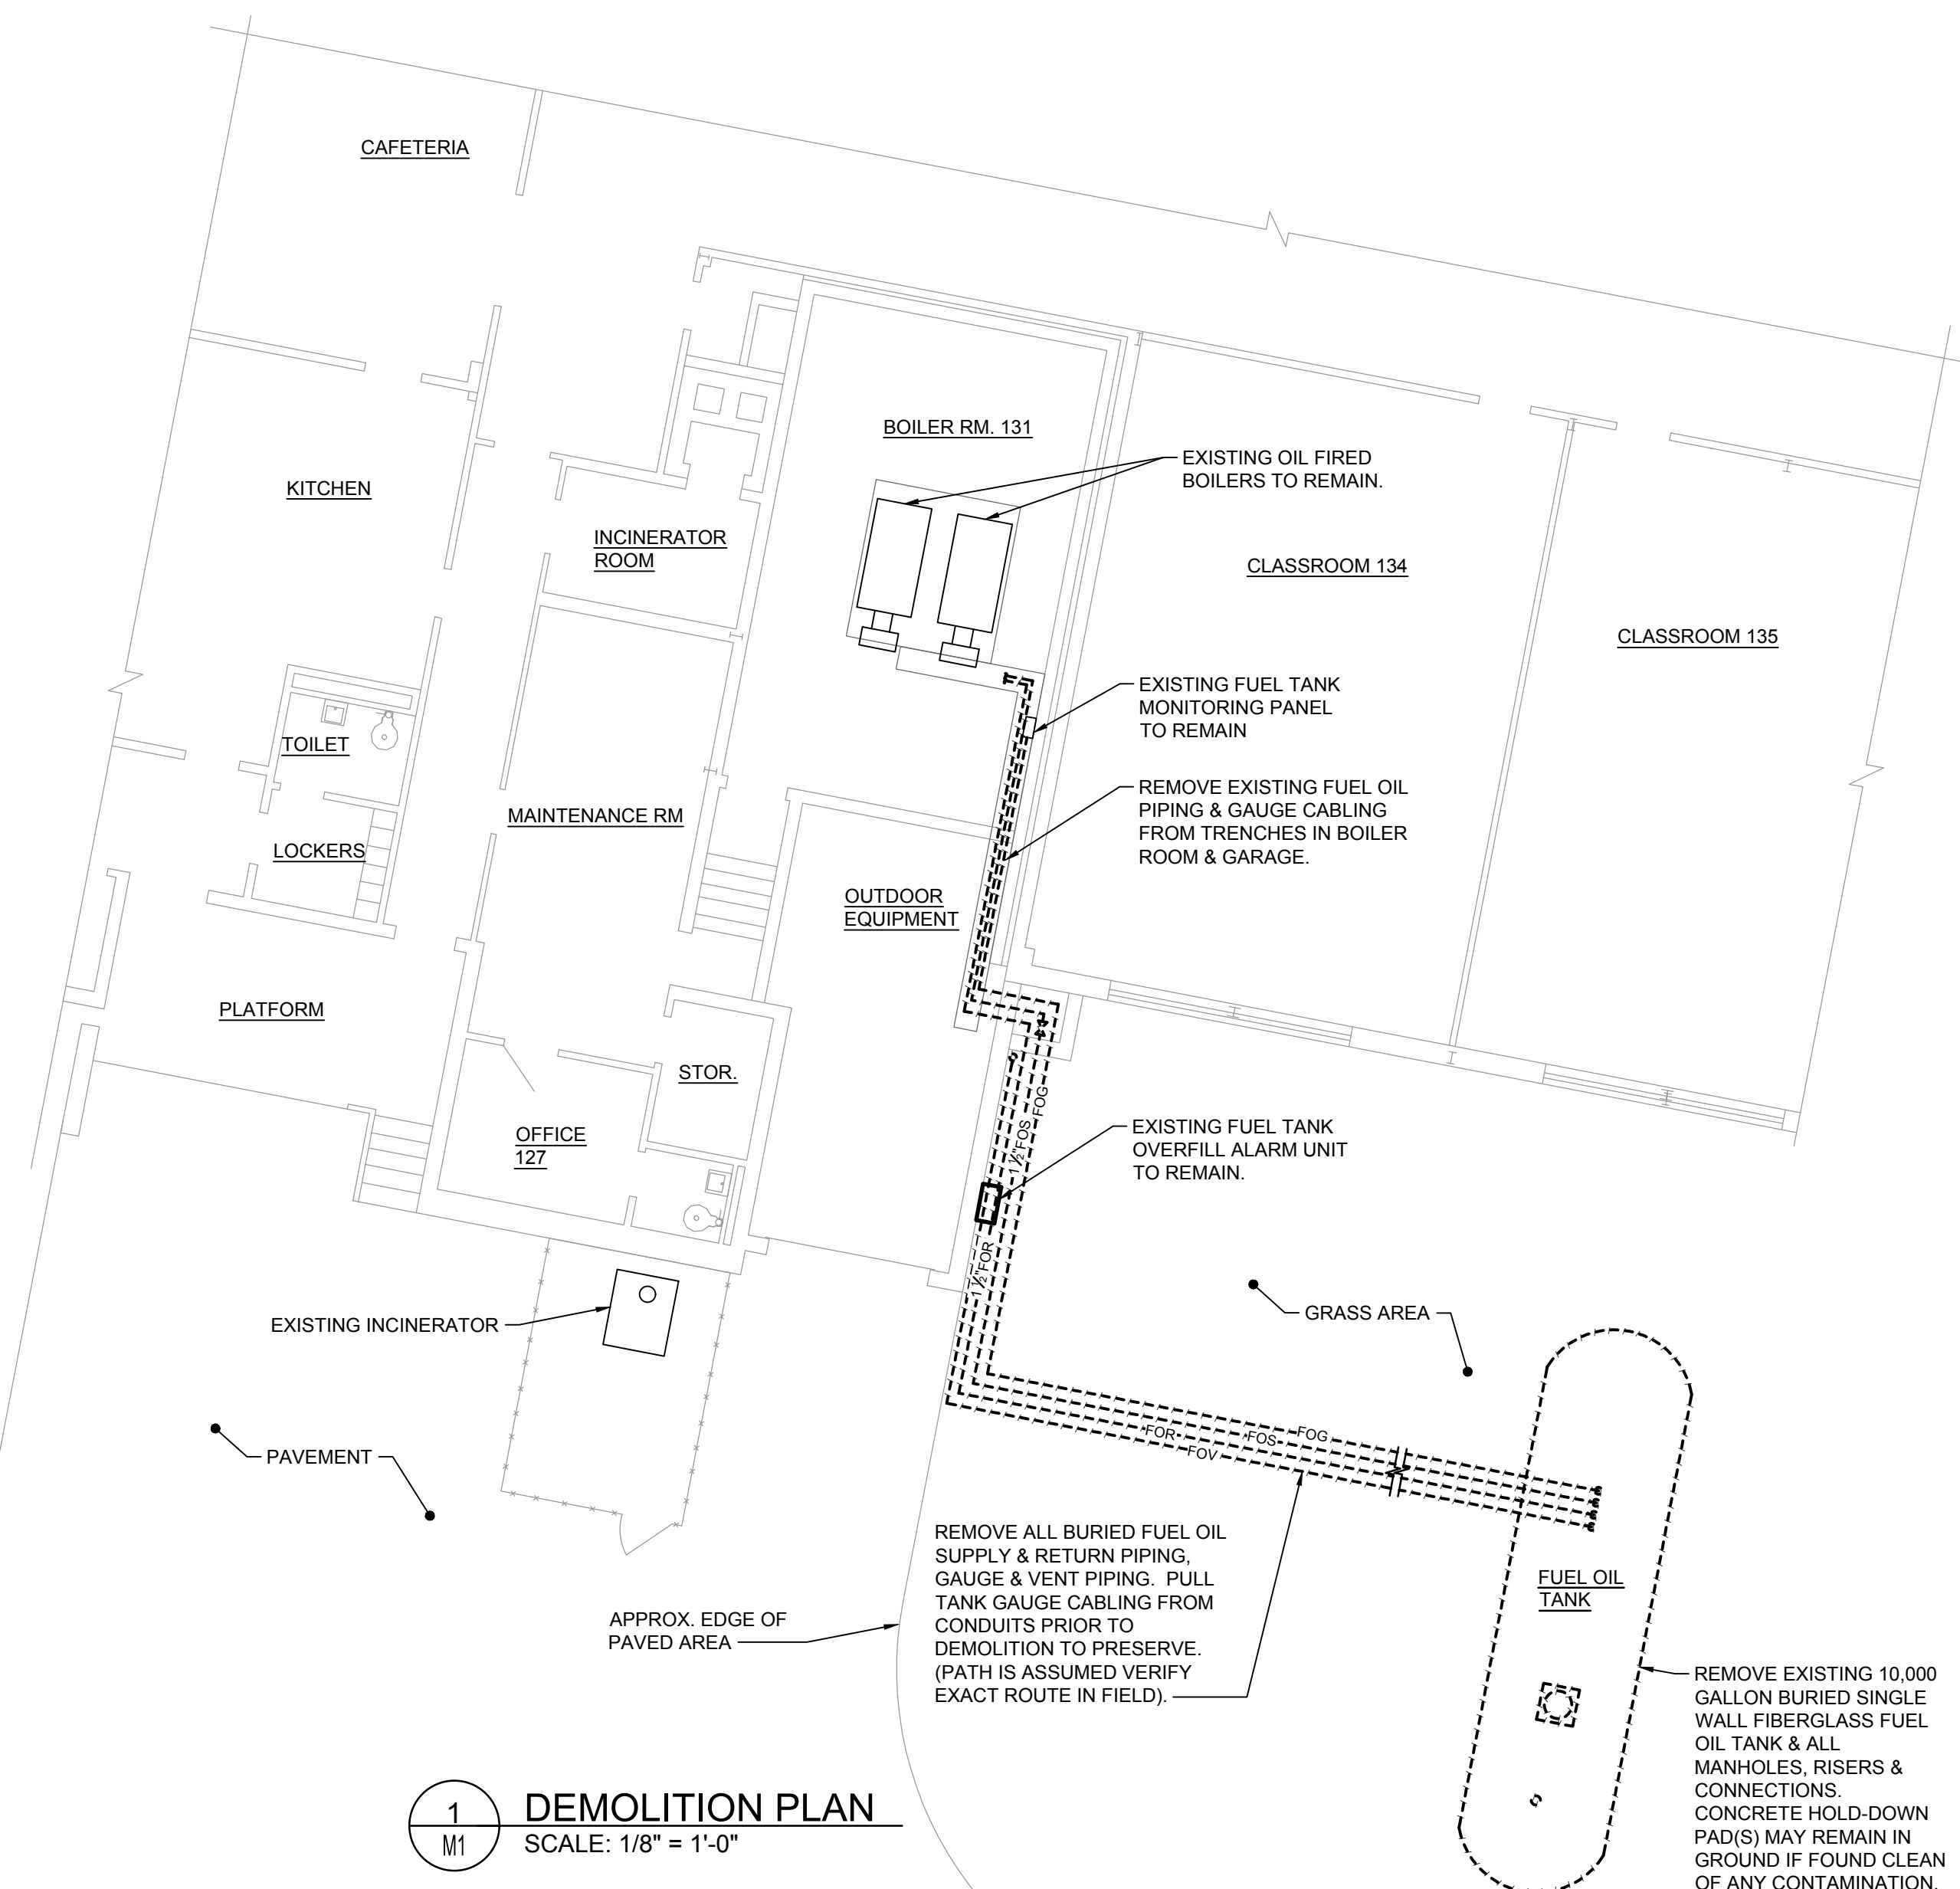 CAFETERIA
BOILER RM. 131
EXISTING OIL FIRED
BOILERS TO REMAIN.
KITCHEN
INCINERATOR
ROOM
CLASSROOM 134
CLASSROOM 135
EXISTING FUEL TANK
MONITORING PANEL
TO REMAIN
TOILET
REMOVE EXISTING FUEL OIL
PIPING & GAUGE CABLING
FROM TRENCHES IN BOILER
ROOM & GARAGE.
MAINTENANCE RM
LOCKERS
OUTDOOR
EQUIPMENT
PLATFORM
STOR.
OFFICE
127
1½"FOS
FOG
EXISTING FUEL TANK
OVERFILL ALARM UNIT
TO REMAIN.
1½"FOR
EXISTING INCINERATOR
GRASS AREA
PAVEMENT
FOR
FOS
FOG
FOV
REMOVE ALL BURIED FUEL OIL
SUPPLY & RETURN PIPING,
GAUGE & VENT PIPING. PULL
TANK GAUGE CABLING FROM
CONDUITS PRIOR TO
DEMOLITION TO PRESERVE.
(PATH IS ASSUMED VERIFY
EXACT ROUTE IN FIELD).
APPROX. EDGE OF
PAVED AREA
FUEL OIL
TANK
REMOVE EXISTING 10,000
GALLON BURIED SINGLE
WALL FIBERGLASS FUEL
OIL TANK & ALL
MANHOLES, RISERS &
CONNECTIONS.
CONCRETE HOLD-DOWN
PAD(S) MAY REMAIN IN
GROUND IF FOUND CLEAN
OF ANY CONTAMINATION.
1
M1
DEMOLITION PLAN
SCALE: 1/8" = 1'-0"